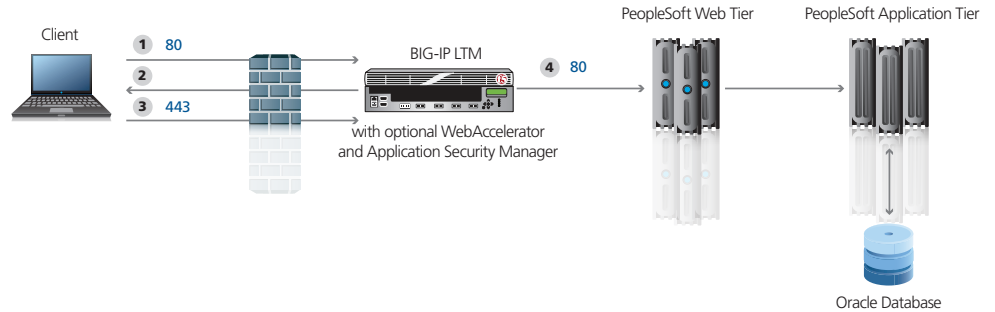 PeopleSoft Web Tier
PeopleSoft Application Tier
Client
1 80
BIG-IP LTM
2
4 80
3 443
with optional WebAccelerator
and Application Security Manager
Oracle Database